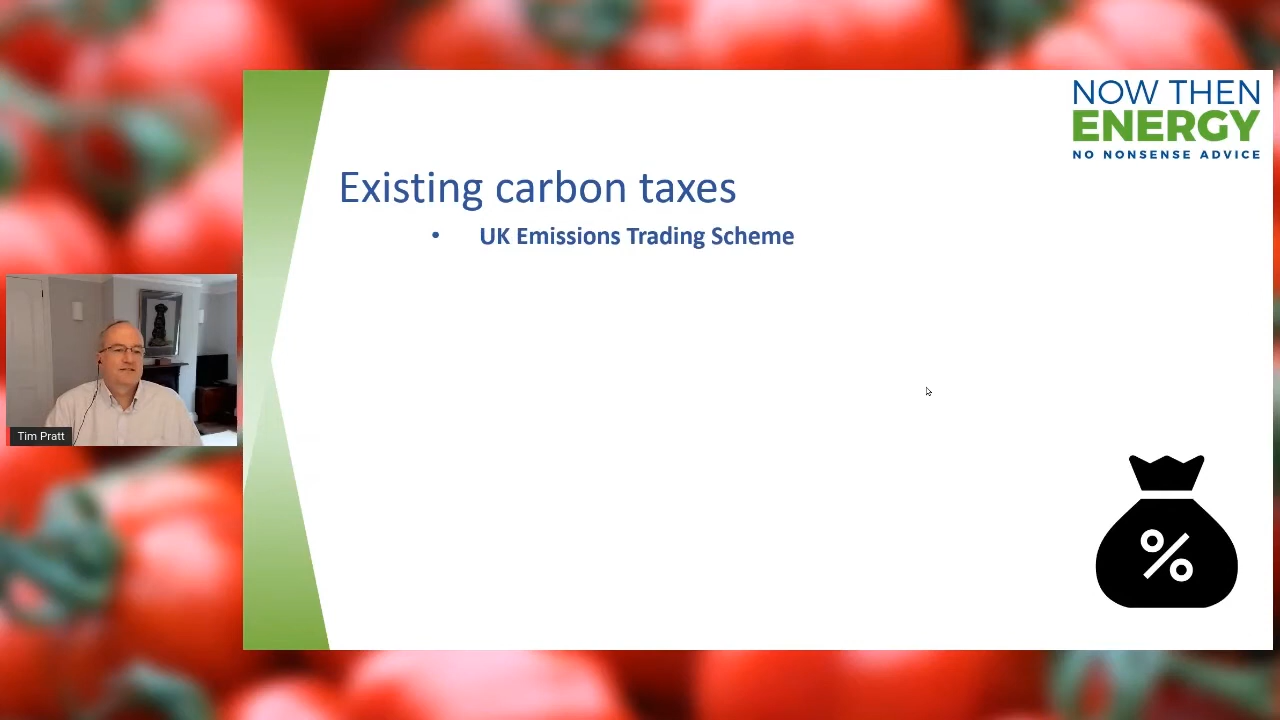 NOW THEN
ENERGY
NO NONSENSE ADVICE
Existing carbon taxes
• UK Emissions Trading Scheme
Tim Pratt
%